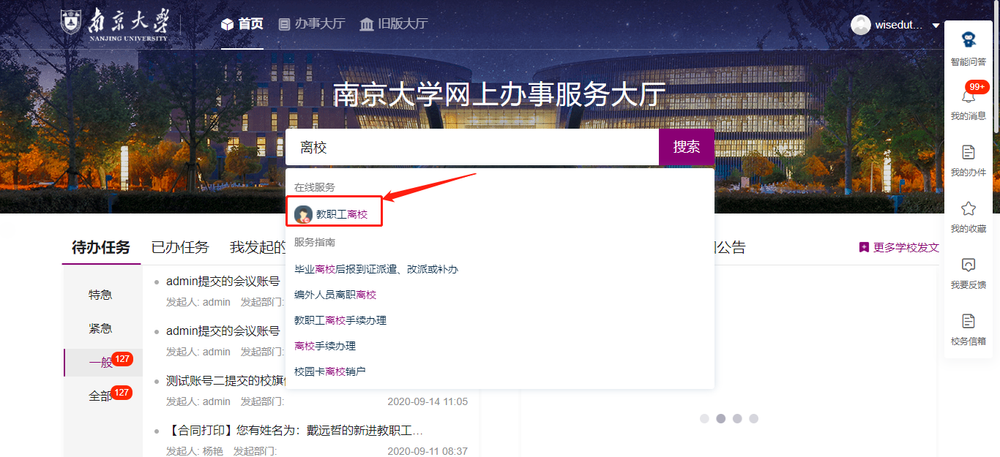 南京大学
NANJING UNIVERSITY
首页
办事大厅
旧版大厅
wisedut...
南京大学网上办事服务大厅
离校
搜索
在线服务
教职工离校
服务指南
毕业离校后报到证派遣、改派或补办
编外人员离职离校
教职工离校手续办理
离校手续办理
校园卡离校销户
智能问答
99+
我的消息
我的办件
我的收藏
我要反馈
校务信箱
待办任务
已办任务
我发起的
公告
更多学校发文
特急
紧急
一般 127
全部 127
admin提交的会议账号
发起人: admin 发起部门:
admin提交的会议账号
发起人: admin 发起部门:
测试账号二提交的校旗
发起人: admin 发起部门: 2020-09-14 11:05
【合同打印】您有姓名为：戴远哲的新进教职工...
发起人: 杨艳 发起部门: 2020-09-11 08:37